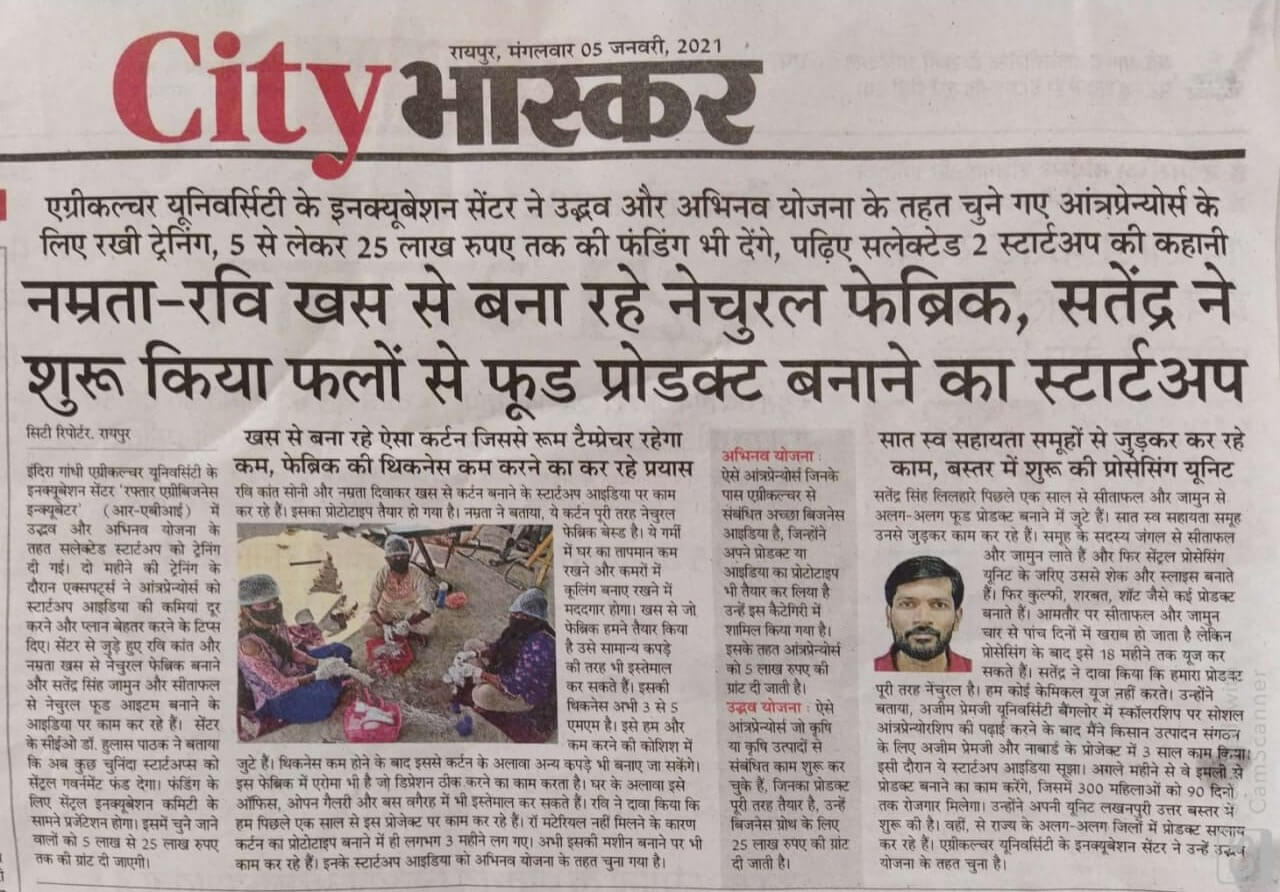 रायपुर, मंगलवार 05 जनवरी, 2021
City भास्कर
एग्रीकल्चर यूनिवर्सिटी के इनक्यूबेशन सेंटर ने उद्भव और अभिनव योजना के तहत चुने गए आंत्रप्रेन्योर्स के
लिए रखी ट्रेनिंग, 5 से लेकर 25 लाख रुपए तक की फंडिंग भी देंगे, पढ़िए सलेक्टेड 2 स्टार्टअप की कहानी
नम्रता-रवि खस से बना रहे नेचुरल फेब्रिक, सतेंद्र ने
शुरू किया फलों से फूड प्रोडक्ट बनाने का स्टार्टअप
सिटी रिपोर्टर. रायपुर
इंदिरा गांधी एग्रीकल्चर यूनिवर्सिटी के
इनक्यूबेशन सेंटर 'रफ्तार एग्रीबिजनेस
इन्क्यूबेटर' (आर-एबीआई) में
उद्भव और अभिनव योजना के
तहत सलेक्टेड स्टार्टअप को ट्रेनिंग
दी गई। दो महीने की ट्रेनिंग के
दौरान एक्सपर्ट्स ने आंत्रप्रेन्योर्स को
स्टार्टअप आइडिया की कमियां दूर
करने और प्लान बेहतर करने के टिप्स
दिए। सेंटर से जुड़े हुए रवि कांत और
नम्रता खस से नेचुरल फेब्रिक बनाने
और सतेंद्र सिंह जामुन और सीताफल
से नेचुरल फूड आइटम बनाने के
आइडिया पर काम कर रहे हैं। सेंटर
के सीईओ डॉ. हुलास पाठक ने बताया
कि अब कुछ चुनिंदा स्टार्टअप्स को
सेंट्रल गवर्नमेंट फंड देगा। फंडिंग के
लिए सेंट्रल इनक्यूबेशन कमिटी के
सामने प्रजेंटेशन होगा। इसमें चुने जाने
वालों को 5 लाख से 25 लाख रुपए
तक की ग्रांट दी जाएगी।
खस से बना रहे ऐसा कर्टन जिससे रूम टैम्प्रेचर रहेगा
कम, फेब्रिक की थिकनेस कम करने का कर रहे प्रयास
रवि कांत सोनी और नम्रता दिवाकर खस से कर्टन बनाने के स्टार्टअप आइडिया पर काम
कर रहे हैं। इसका प्रोटोटाइप तैयार हो गया है। नम्रता ने बताया, ये कर्टन पूरी तरह नेचुरल
फेब्रिक बेस्ड है। ये गर्मी
में घर का तापमान कम
रखने और कमरों में
कूलिंग बनाए रखने में
मददगार होगा। खस से जो
फेब्रिक हमने तैयार किया
है उसे सामान्य कपड़े
की तरह भी इस्तेमाल
कर सकते हैं। इसकी
थिकनेस अभी 3 से 5
एमएम है। इसे हम और
कम करने की कोशिश में
जुटे हैं। थिकनेस कम होने के बाद इससे कर्टन के अलावा अन्य कपड़े भी बनाए जा सकेंगे।
इस फेब्रिक में एरोमा भी है जो डिप्रेशन ठीक करने का काम करता है। घर के अलावा इसे
ऑफिस, ओपन गैलरी और बस वगैरह में भी इस्तेमाल कर सकते हैं। रवि ने दावा किया कि
हम पिछले एक साल से इस प्रोजेक्ट पर काम कर रहे हैं। रॉ मटेरियल नहीं मिलने के कारण
कर्टन का प्रोटोटाइप बनाने में ही लगभग 3 महीने लग गए। अभी इसकी मशीन बनाने पर भी
काम कर रहे हैं। इनके स्टार्टअप आइडिया को अभिनव योजना के तहत चुना गया है।
अभिनव योजना :
ऐसे आंत्रप्रेन्योर्स जिनके
पास एग्रीकल्चर से
संबंधित अच्छा बिजनेस
आइडिया है, जिन्होंने
अपने प्रोडक्ट या
आइडिया का प्रोटोटाइप
भी तैयार कर लिया है
उन्हें इस कैटेगिरी में
शामिल किया गया है।
इसके तहत आंत्रप्रेन्योर्स
को 5 लाख रुपए की
ग्रांट दी जाती है।
उद्भव योजना : ऐसे
आंत्रप्रेन्योर्स जो कृषि
या कृषि उत्पादों से
संबंधित काम शुरू कर
चुके हैं, जिनका प्रोडक्ट
पूरी तरह तैयार है, उन्हें
बिजनेस ग्रोथ के लिए
25 लाख रुपए की ग्रांट
दी जाती है।
सात स्व सहायता समूहों से जुड़कर कर रहे
काम, बस्तर में शुरू की प्रोसेसिंग यूनिट
सतेंद्र सिंह लिलहारे पिछले एक साल से सीताफल और जामुन से
अलग-अलग फूड प्रोडक्ट बनाने में जुटे हैं। सात स्व सहायता समूह
उनसे जुड़कर काम कर रहे हैं। समूह के सदस्य जंगल से सीताफल
और जामुन लाते हैं और फिर सेंट्रल प्रोसेसिंग
यूनिट के जरिए उससे शेक और स्लाइस बनाते
हैं। फिर कुल्फी, शरबत, शॉट जैसे कई प्रोडक्ट
बनाते हैं। आमतौर पर सीताफल और जामुन
चार से पांच दिनों में खराब हो जाता है लेकिन
प्रोसेसिंग के बाद इसे 18 महीने तक यूज कर
सकते हैं। सतेंद्र ने दावा किया कि हमारा प्रोडक्ट
पूरी तरह नेंचुरल है। हम कोई केमिकल यूज नहीं करते। उन्होंने
बताया, अजीम प्रेमजी यूनिवर्सिटी बैंगलोर में स्कॉलरशिप पर सोशल
आंत्रप्रेन्योरशिप की पढ़ाई करने के बाद मैंने किसान उत्पादन संगठन
के लिए अजीम प्रेमजी और नाबार्ड के प्रोजेक्ट में 3 साल काम किया।
इसी दौरान ये स्टार्टअप आइडिया सूझा। अगले महीने से वे इमली से
प्रोडक्ट बनाने का काम करेंगे, जिसमें 300 महिलाओं को 90 दिनों
तक रोजगार मिलेगा। उन्होंने अपनी यूनिट लखनपुरी उत्तर बस्तर में
शुरू की है। वहीं, से राज्य के अलग-अलग जिलों में प्रोडक्ट सप्लाय
कर रहे हैं। एग्रीकल्चर यूनिवर्सिटी के इनक्यूबेशन सेंटर ने उन्हें उद्भव
योजना के तहत चुना है।
CamScanner